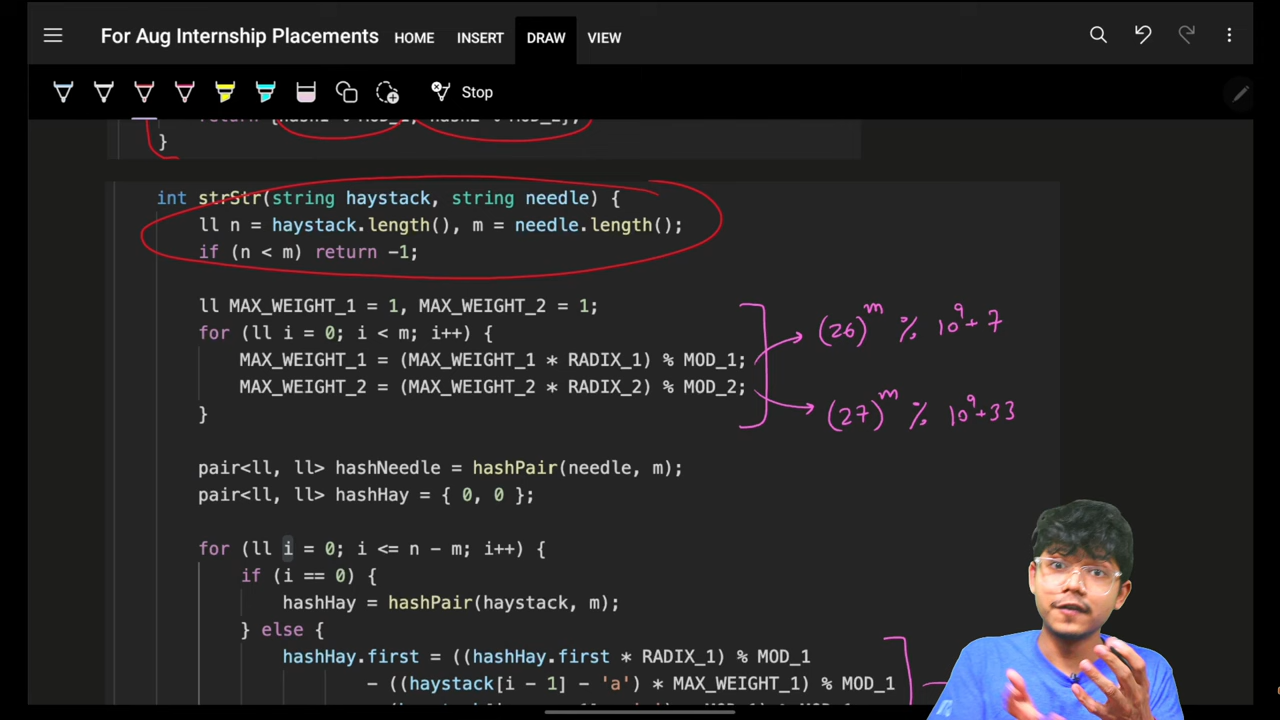 For Aug Internship Placements HOME INSERT DRAW VIEW
Stop
}
int strStr(string haystack, string needle) {
ll n = haystack.length(), m = needle.length();
if (n < m) return -1;
ll MAX_WEIGHT_1 = 1, MAX_WEIGHT_2 = 1;
for (ll i = 0; i < m; i++) {
MAX_WEIGHT_1 = (MAX_WEIGHT_1 * RADIX_1) % MOD_1;
MAX_WEIGHT_2 = (MAX_WEIGHT_2 * RADIX_2) % MOD_2;
}
(26)^m % 10^9+7
(27)^m % 10^9+33
pair<ll, ll> hashNeedle = hashPair(needle, m);
pair<ll, ll> hashHay = { 0, 0 };
for (ll i = 0; i <= n - m; i++) {
if (i == 0) {
hashHay = hashPair(haystack, m);
} else {
hashHay.first = ((hashHay.first * RADIX_1) % MOD_1
- ((haystack[i - 1] - 'a') * MAX_WEIGHT_1) % MOD_1